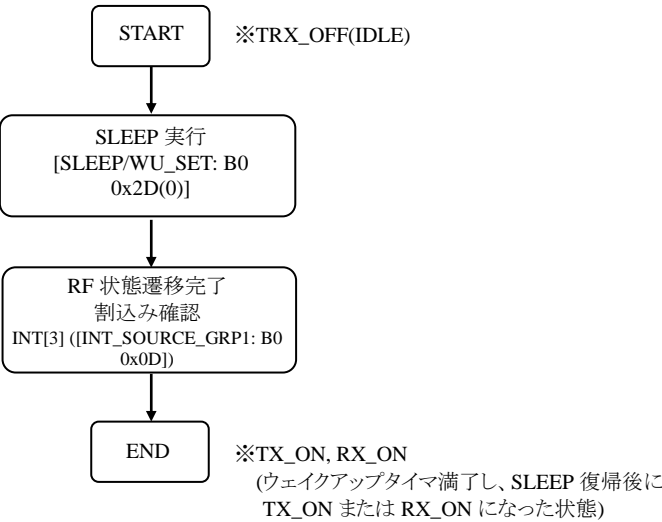 START
※TRX_OFF(IDLE)
SLEEP 実行
[SLEEP/WU_SET: B0
0x2D(0)]
RF 状態遷移完了
割込み確認
INT[3] ([INT_SOURCE_GRP1: B0
0x0D])
END
※TX_ON, RX_ON
(ウェイクアップタイマ満了し、SLEEP 復帰後に
TX_ON または RX_ON になった状態)